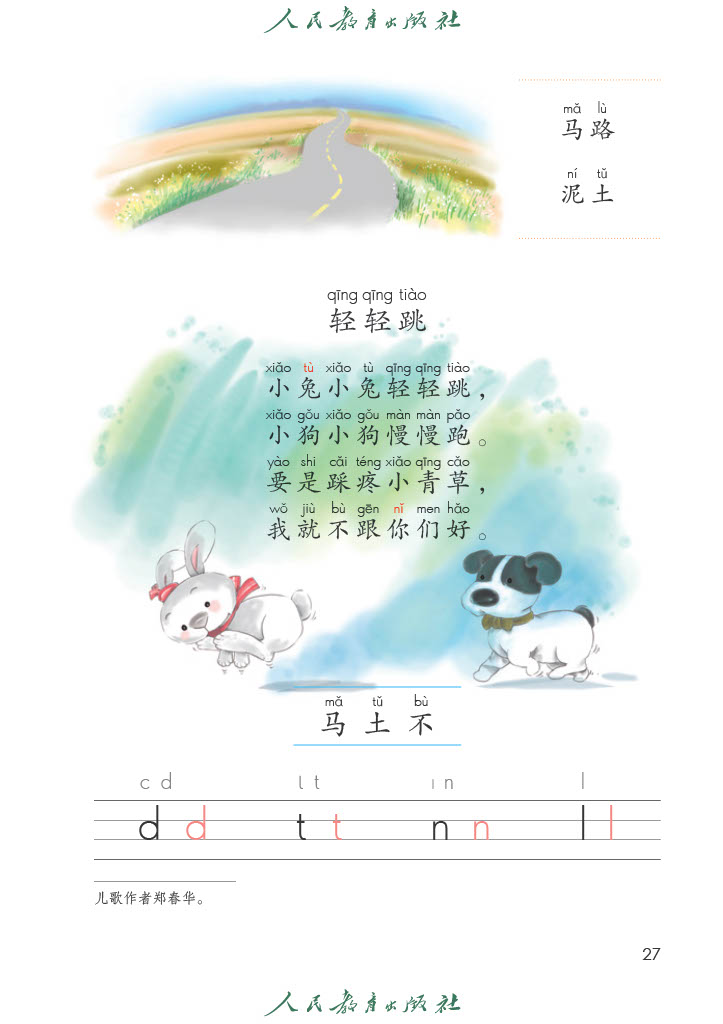 人民教育出版社
mǎ lù
马路
ní tǔ
泥土
qīng qīng tiào
轻轻跳
xiǎo tù xiǎo tù qīng qīng tiào
小兔小兔轻轻跳，
xiǎo gǒu xiǎo gǒu màn màn pǎo
小狗小狗慢慢跑。
yào shi cǎi téng xiǎo qīng cǎo
要是踩疼小青草，
wǒ jiù bù gēn nǐ men hǎo
我就不跟你们好。
mǎ tǔ bù
马 土 不
c d ɩ t ı n l
d d t t n n l l
儿歌作者郑春华。
27
人民教育出版社